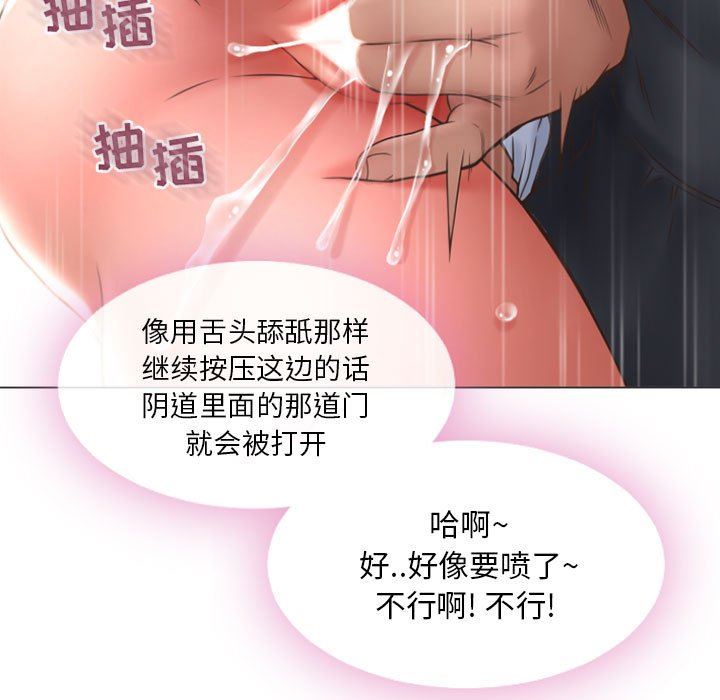 抽插
抽插
像用舌头舔舐那样
继续按压这边的话
阴道里面的那道门
就会被打开
哈啊~
好..好像要喷了~
不行啊! 不行!